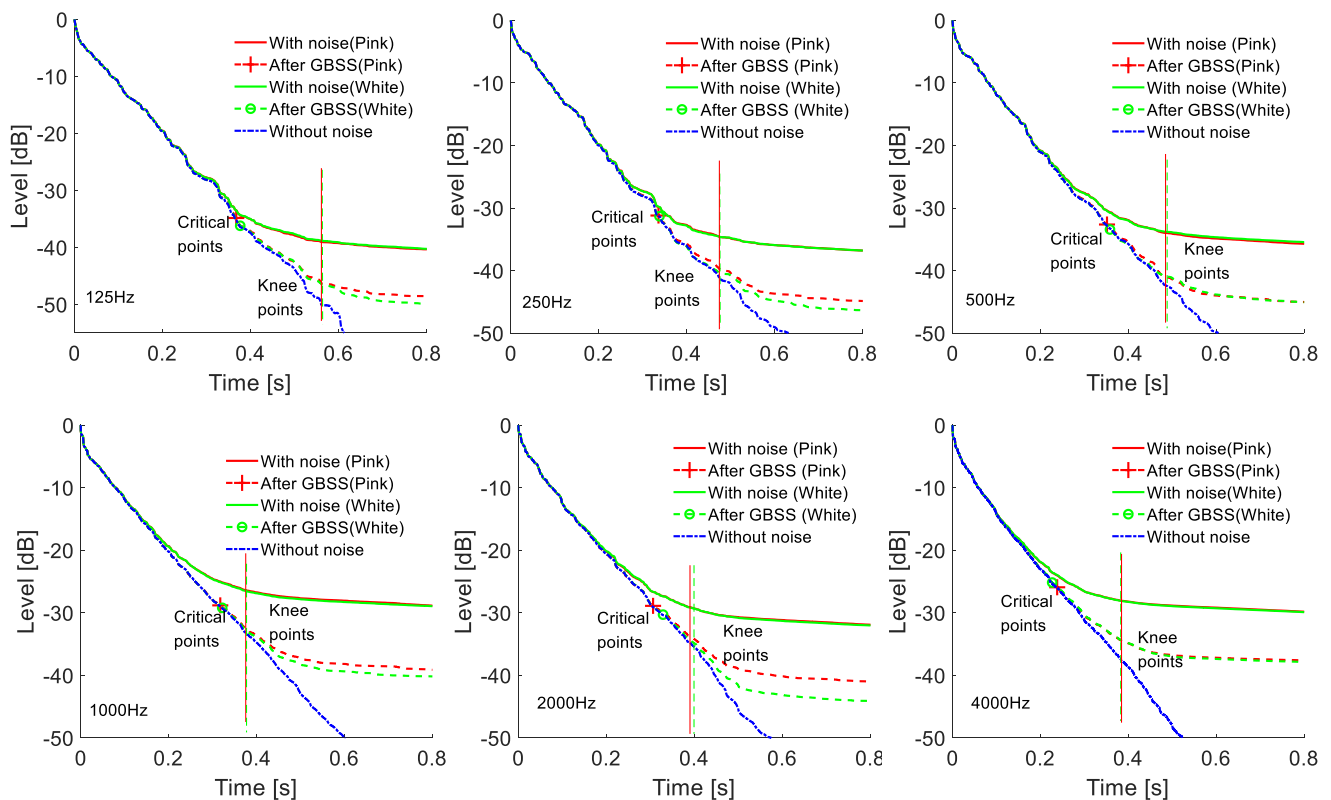 0
-10
-20
-30
-40
-50
Level [dB]
With noise(Pink)
After GBSS(Pink)
With noise(White)
After GBSS(White)
Without noise
Critical
points
Knee
points
125Hz
0 0.2 0.4 0.6 0.8
Time [s]
0
-10
-20
-30
-40
-50
Level [dB]
With noise (Pink)
After GBSS (Pink)
With noise (White)
After GBSS (White)
Without noise
Critical
points
Knee
points
250Hz
0 0.2 0.4 0.6 0.8
Time [s]
0
-10
-20
-30
-40
-50
Level [dB]
With noise (Pink)
After GBSS(Pink)
With noise (White)
After GBSS(White)
Without noise
Critical
points
Knee
points
500Hz
0 0.2 0.4 0.6 0.8
Time [s]
0
-10
-20
-30
-40
-50
Level [dB]
With noise (Pink)
After GBSS(Pink)
With noise (White)
After GBSS(White)
Without noise
Critical
points
Knee
points
1000Hz
0 0.2 0.4 0.6 0.8
Time [s]
0
-10
-20
-30
-40
-50
Level [dB]
With noise (Pink)
After GBSS (Pink)
With noise (White)
After GBSS (White)
Without noise
Critical
points
Knee
points
2000Hz
0 0.2 0.4 0.6 0.8
Time [s]
0
-10
-20
-30
-40
-50
Level [dB]
With noise (Pink)
After GBSS(Pink)
With noise(White)
After GBSS(White)
Without noise
Critical
points
Knee
points
4000Hz
0 0.2 0.4 0.6 0.8
Time [s]